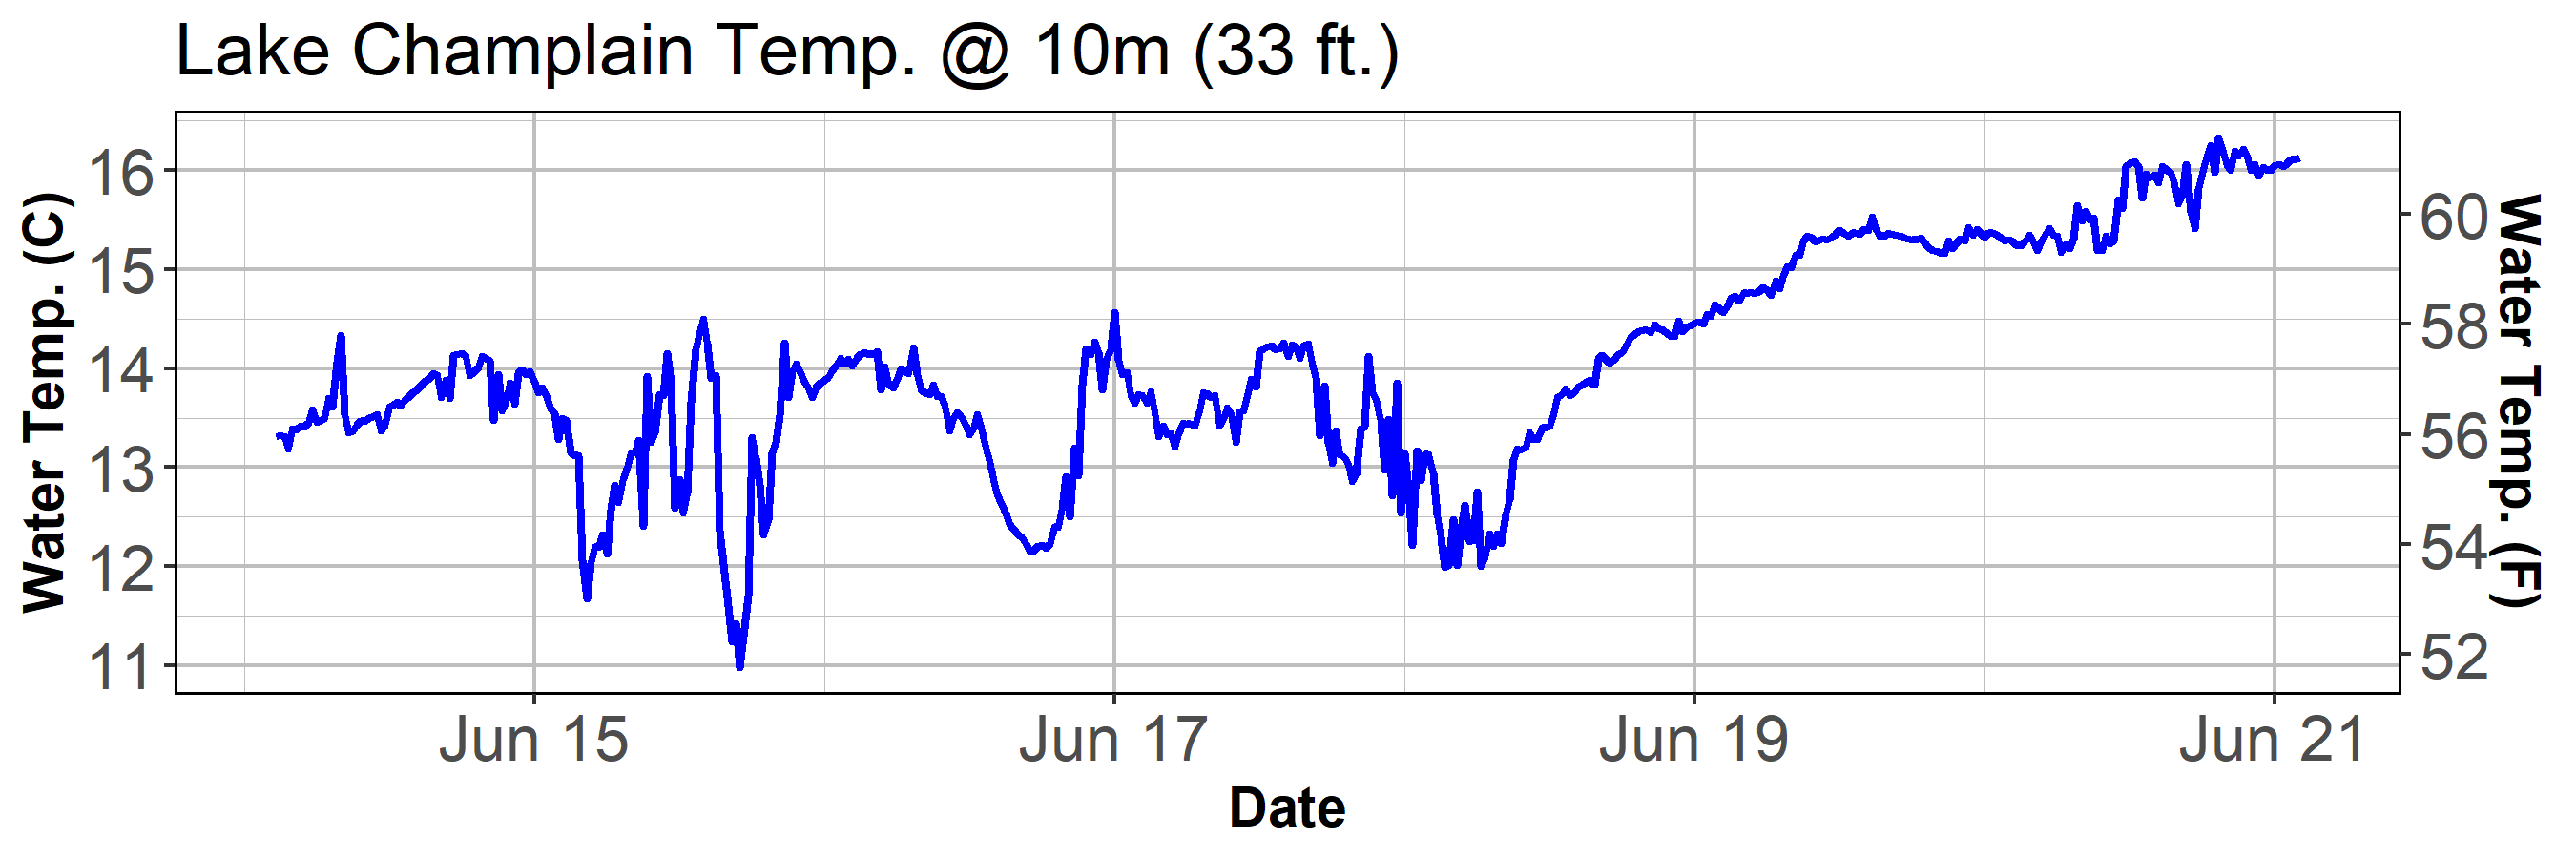 Lake Champlain Temp. @ 10m (33 ft.)
Water Temp. (C)
16
15
14
13
12
11
60
58
56
54
52
Water Temp. (F)
Jun 15 Jun 17 Jun 19 Jun 21
Date